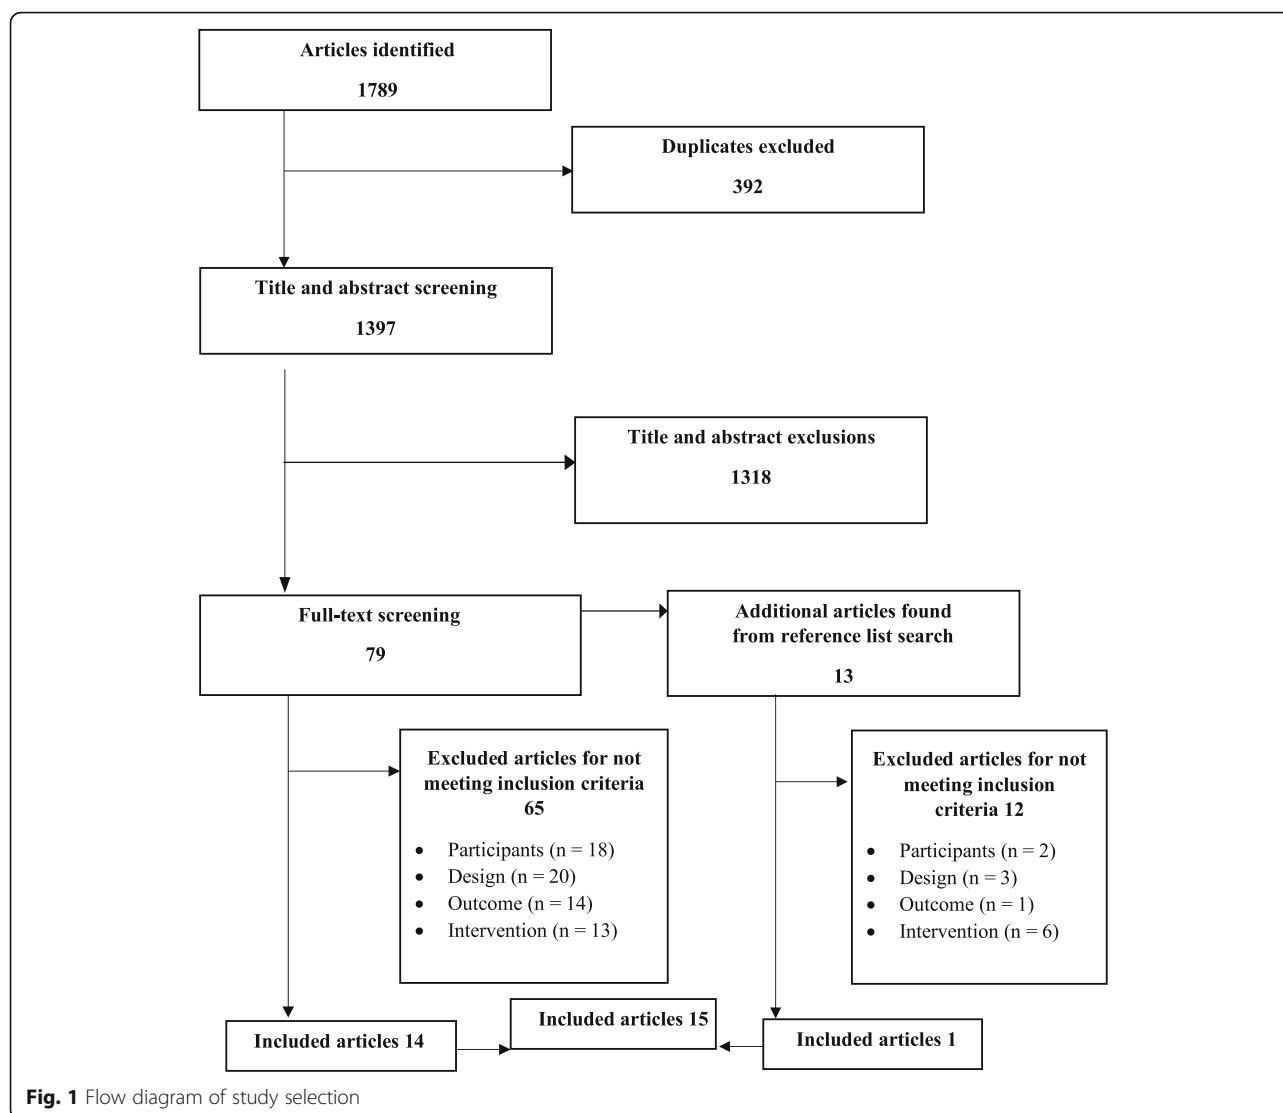 Articles identified
1789
Duplicates excluded
392
Title and abstract screening
1397
Title and abstract exclusions
1318
Full-text screening
79
Additional articles found
from reference list search
13
Excluded articles for not
meeting inclusion criteria
65
• Participants (n = 18)
• Design (n = 20)
• Outcome (n = 14)
• Intervention (n = 13)
Excluded articles for not
meeting inclusion
criteria 12
• Participants (n = 2)
• Design (n = 3)
• Outcome (n = 1)
• Intervention (n = 6)
Included articles 14
Included articles 15
Included articles 1
Fig. 1 Flow diagram of study selection